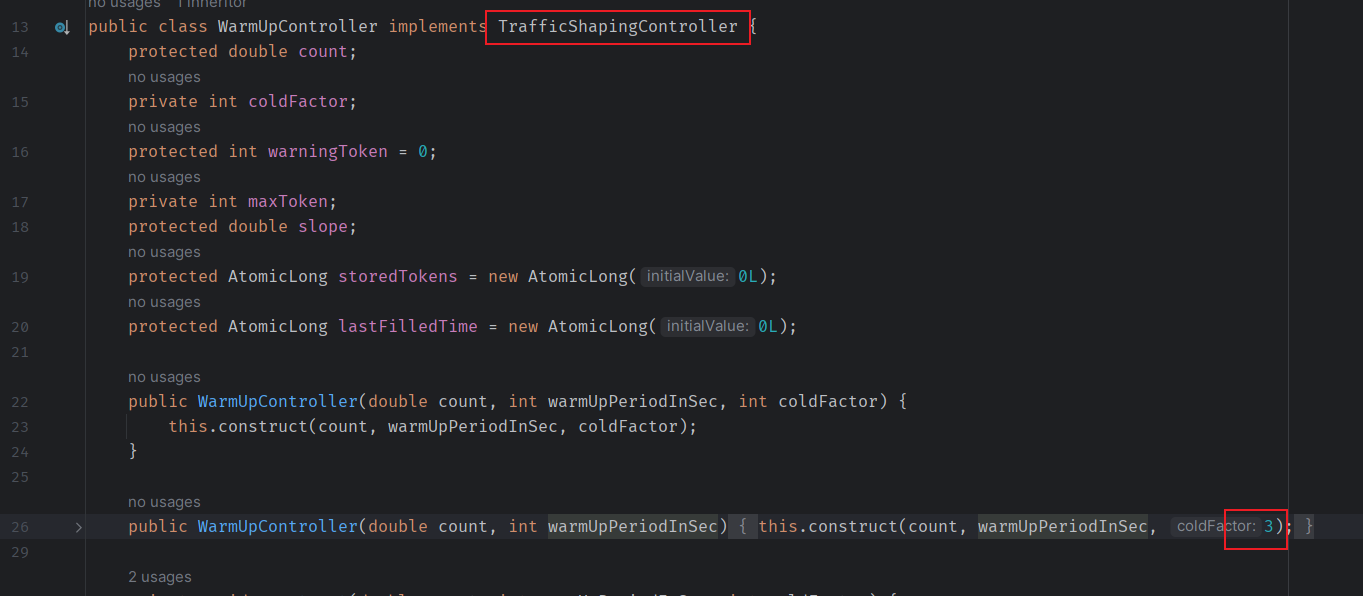 no usages 1 inheritor
13 public class WarmUpController implements TrafficShapingController {
14 protected double count;
no usages
15 private int coldFactor;
no usages
16 protected int warningToken = 0;
no usages
17 private int maxToken;
18 protected double slope;
no usages
19 protected AtomicLong storedTokens = new AtomicLong( initialValue: 0L);
no usages
20 protected AtomicLong lastFilledTime = new AtomicLong( initialValue: 0L);
21
no usages
22 public WarmUpController(double count, int warmUpPeriodInSec, int coldFactor) {
23 this.construct(count, warmUpPeriodInSec, coldFactor);
24 }
25
no usages
26 public WarmUpController(double count, int warmUpPeriodInSec) { this.construct(count, warmUpPeriodInSec, coldFactor: 3); }
29
2 usages